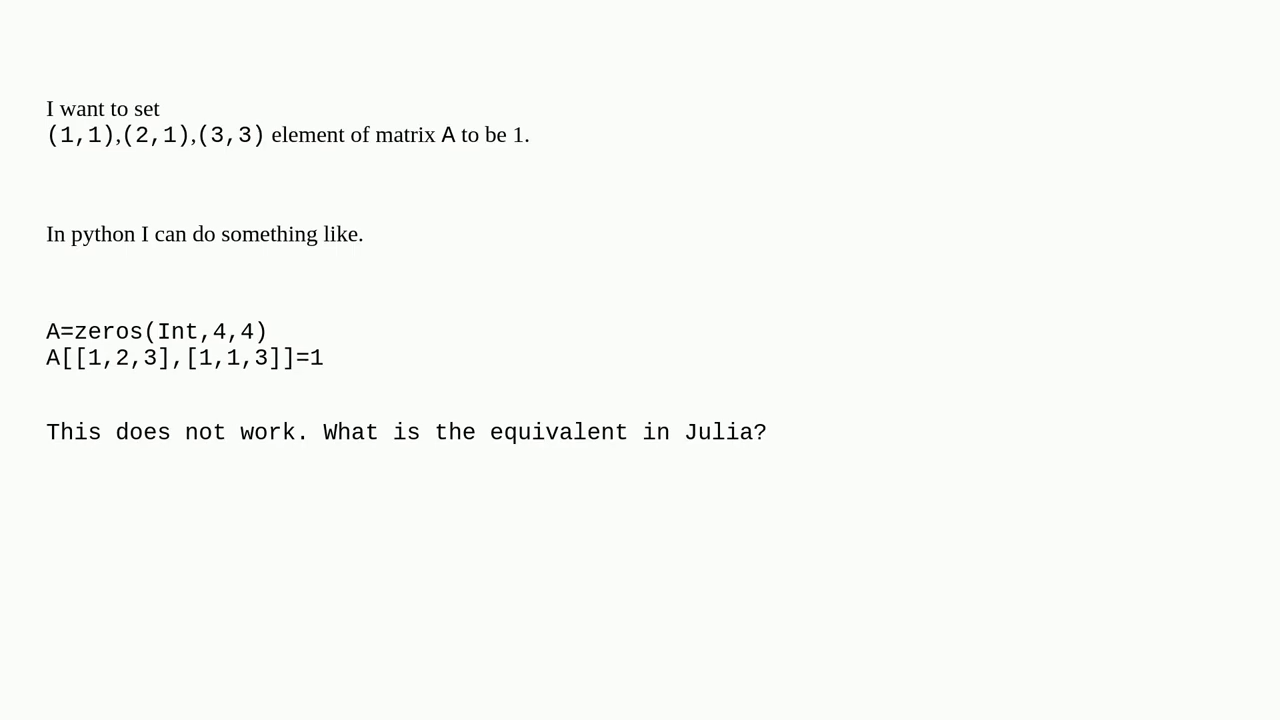 I want to set
(1,1),(2,1),(3,3) element of matrix A to be 1.
In python I can do something like.
A=zeros(Int,4,4)
A[[1,2,3],[1,1,3]]=1
This does not work. What is the equivalent in Julia?